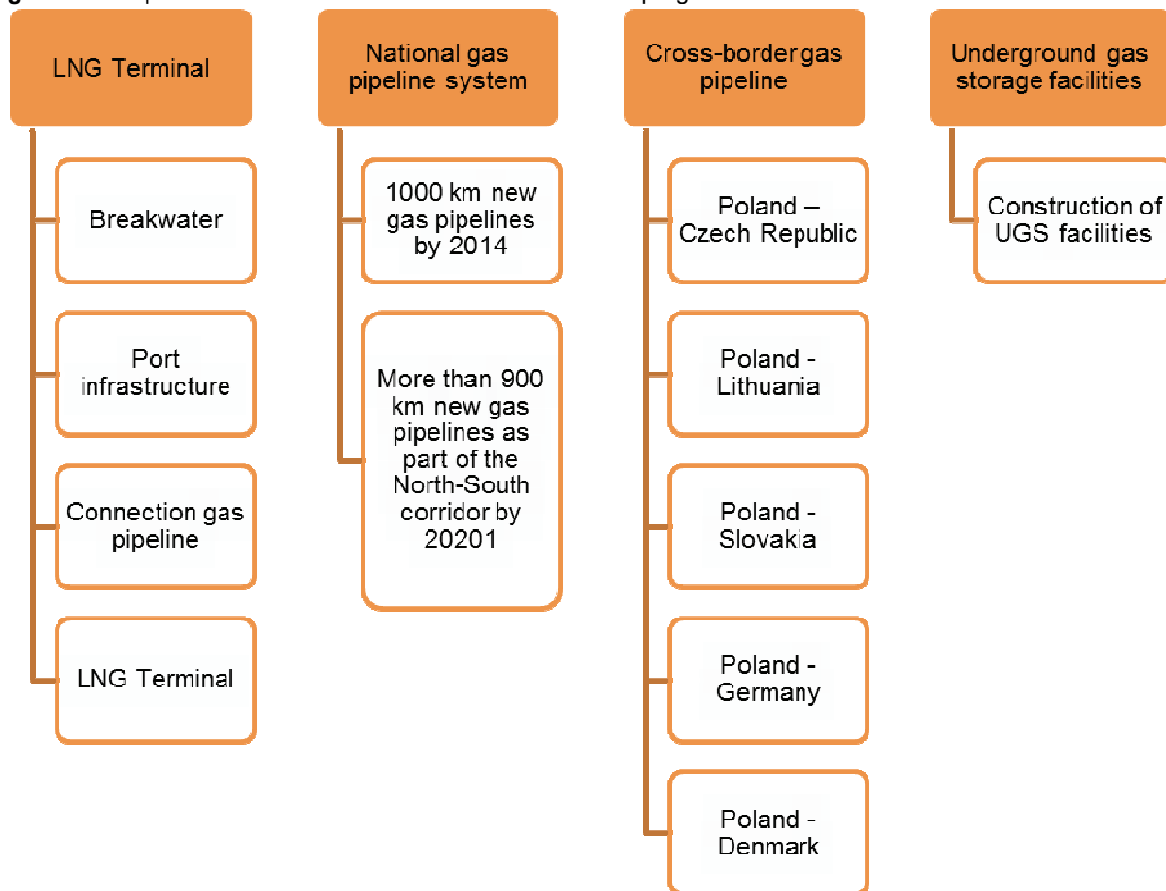 LNG Terminal
Breakwater
Port
infrastructure
Connection gas
pipeline
LNG Terminal
National gas
pipeline system
1000 km new
gas pipelines
by 2014
More than 900
km new gas
pipelines as
part of the
North-South
corridor by
20201
Cross-border gas
pipeline
Poland –
Czech Republic
Poland -
Lithuania
Poland -
Slovakia
Poland -
Germany
Poland -
Denmark
Underground gas
storage facilities
Construction of
UGS facilities